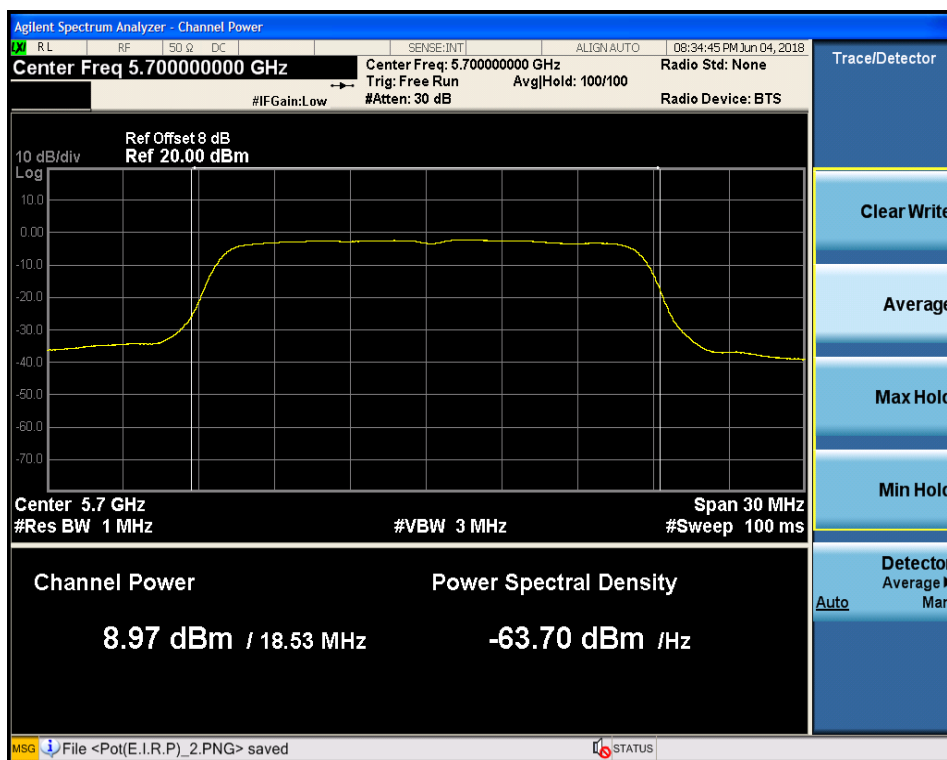 Agilent Spectrum Analyzer - Channel Power
LXI RL RF 50 Ω DC SENSE:INT ALIGN AUTO 08:34:45 PM Jun 04, 2018
Center Freq 5.700000000 GHz
Center Freq: 5.700000000 GHz Radio Std: None
Trig: Free Run Avg|Hold: 100/100
#IFGain:Low #Atten: 30 dB Radio Device: BTS
Trace/Detector
Ref Offset 8 dB
10 dB/div Ref 20.00 dBm
Log
10.0
0.00
-10.0
-20.0
-30.0
-40.0
-50.0
-60.0
-70.0
Center 5.7 GHz Span 30 MHz
#Res BW 1 MHz #VBW 3 MHz #Sweep 100 ms
Clear Write
Average
Max Hold
Min Hold
Detector
Average
Auto Man
Channel Power Power Spectral Density
8.97 dBm / 18.53 MHz -63.70 dBm /Hz
MSG File <Pot(E.I.R.P)_2.PNG> saved STATUS